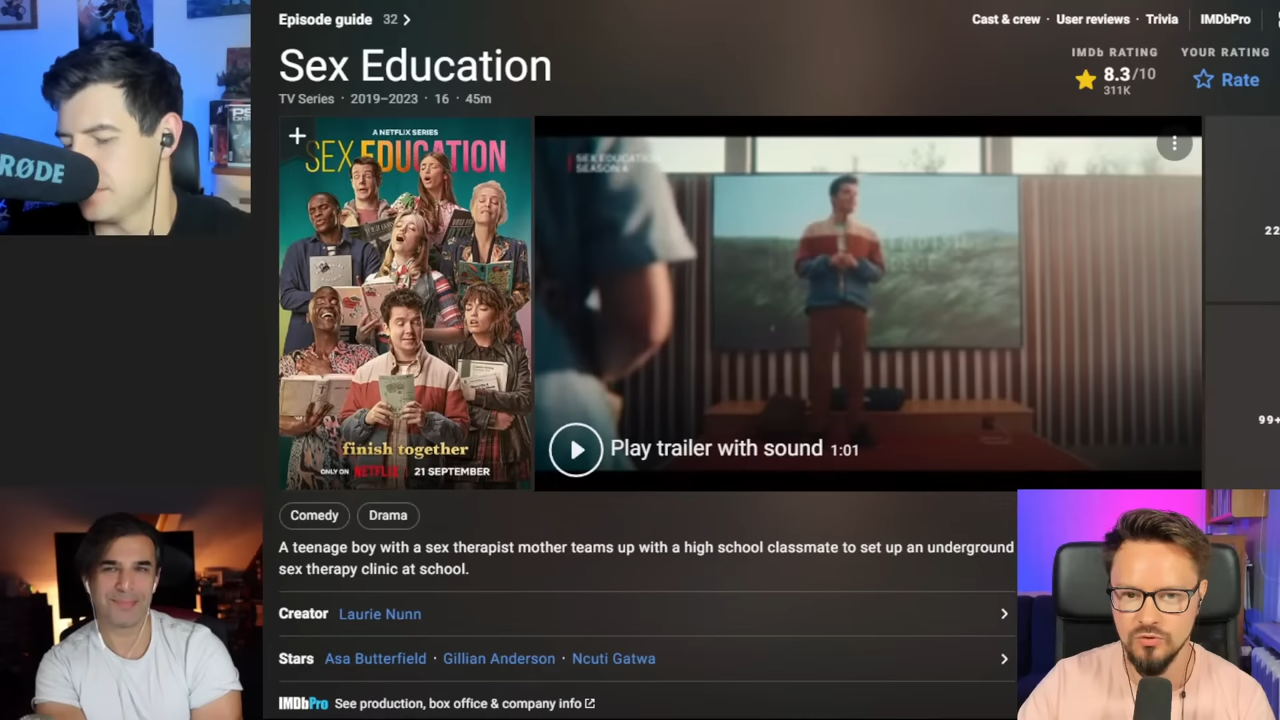 Episode guide 32
Cast & crew · User reviews · Trivia IMDbPro
Sex Education
TV Series · 2019–2023 · 16 · 45m
IMDb RATING
8.3/10
311K
YOUR RATING
Rate
RØDE
A NETFLIX SERIES
SEX EDUCATION
finish together
ONLY ON NETFLIX 21 SEPTEMBER
SEX EDUCATION
SEASON 4
Play trailer with sound 1:01
22
99+
Comedy
Drama
A teenage boy with a sex therapist mother teams up with a high school classmate to set up an underground
sex therapy clinic at school.
Creator Laurie Nunn
Stars Asa Butterfield · Gillian Anderson · Ncuti Gatwa
IMDbPro See production, box office & company info